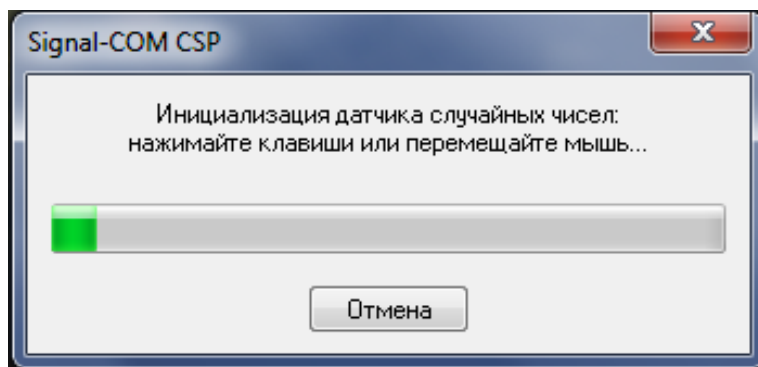 Signal-COM CSP
Инициализация датчика случайных чисел:
нажимайте клавиши или перемещайте мышь...
Отмена